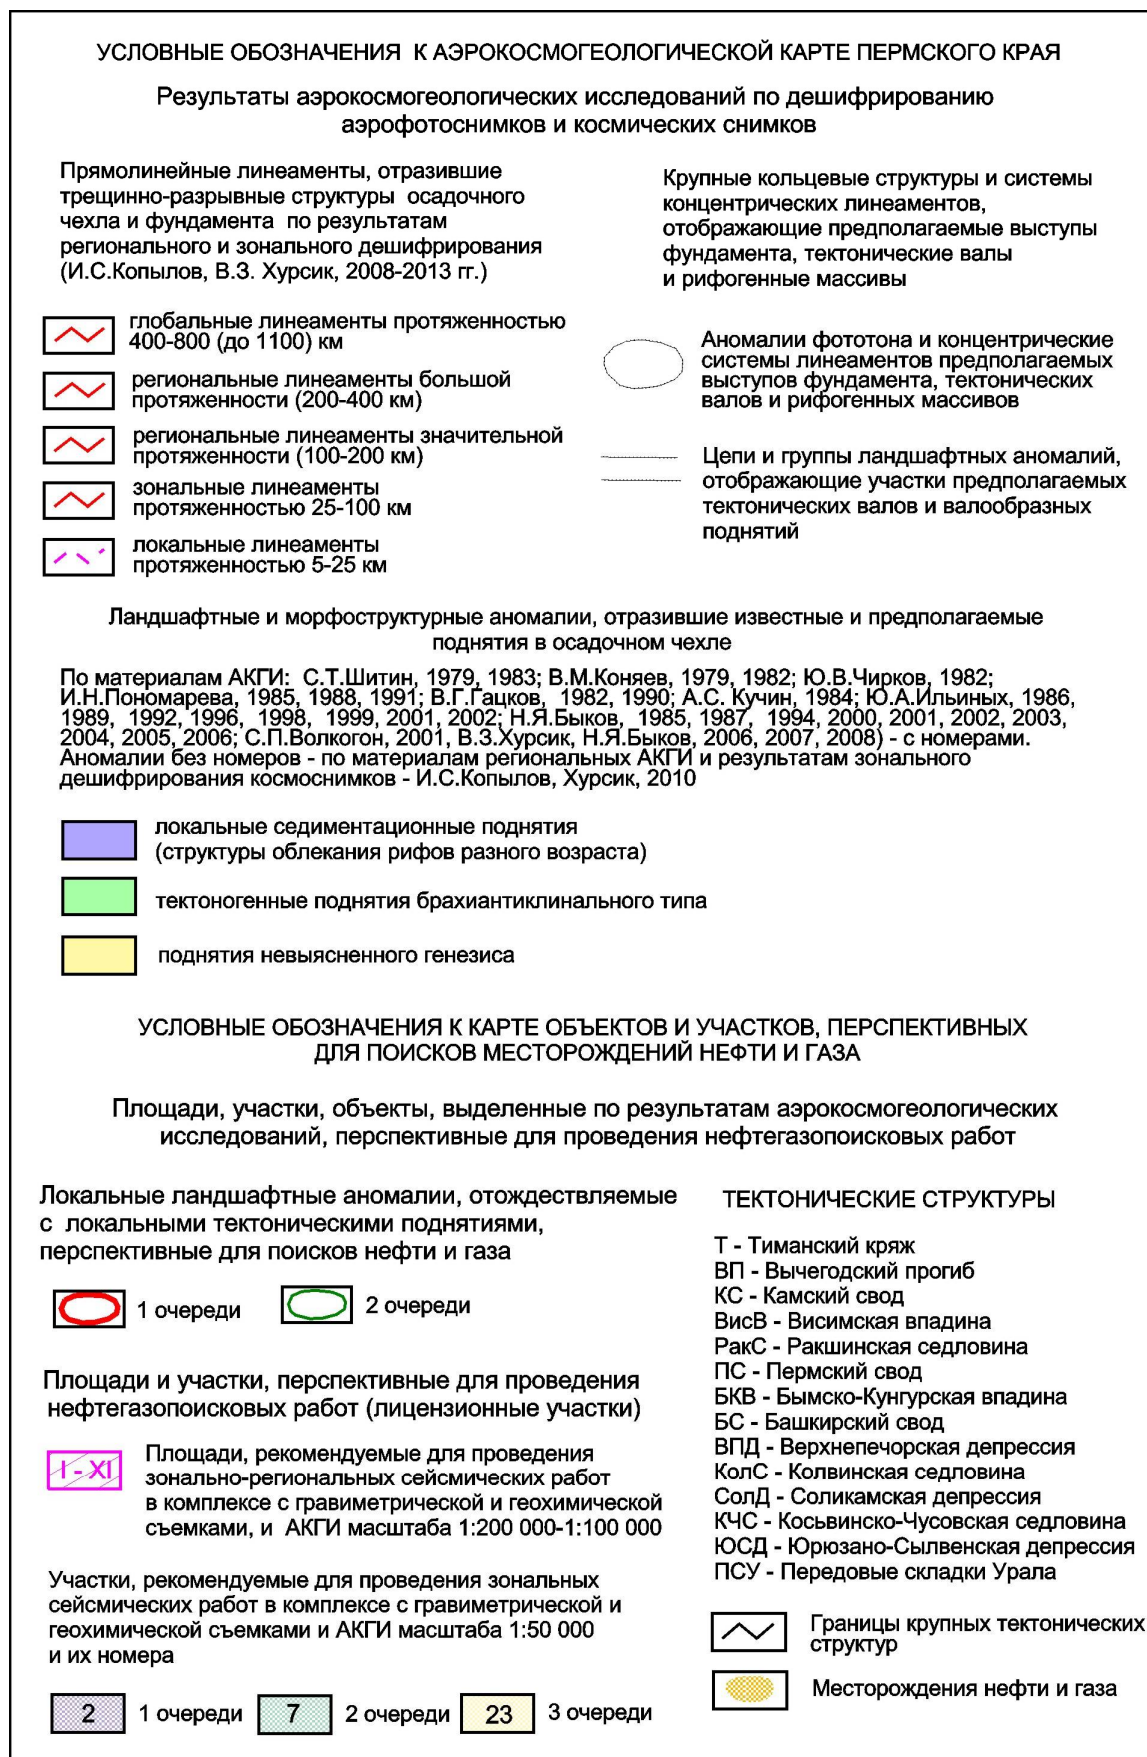 УСЛОВНЫЕ ОБОЗНАЧЕНИЯ К АЭРОКОСМОГЕОЛОГИЧЕСКОЙ КАРТЕ ПЕРМСКОГО КРАЯ
Результаты аэрокосмогеологических исследований по дешифрированию
аэрофотоснимков и космических снимков
Прямолинейные линеаменты, отразившие
трещинно-разрывные структуры осадочного
чехла и фундамента по результатам
регионального и зонального дешифрирования
(И.С.Копылов, В.З. Хурсик, 2008-2013 гг.)
глобальные линеаменты протяженностью
400-800 (до 1100) км
региональные линеаменты большой
протяженности (200-400 км)
региональные линеаменты значительной
протяженности (100-200 км)
зональные линеаменты
протяженностью 25-100 км
локальные линеаменты
протяженностью 5-25 км
Крупные кольцевые структуры и системы
концентрических линеаментов,
отображающие предполагаемые выступы
фундамента, тектонические валы
и рифогенные массивы
Аномалии фототона и концентрические
системы линеаментов предполагаемых
выступов фундамента, тектонических
валов и рифогенных массивов
Цепи и группы ландшафтных аномалий,
отображающие участки предполагаемых
тектонических валов и валообразных
поднятий
Ландшафтные и морфоструктурные аномалии, отразившие известные и предполагаемые
поднятия в осадочном чехле
По материалам АКГИ: С.Т.Шитин, 1979, 1983; В.М.Коняев, 1979, 1982; Ю.В.Чирков, 1982;
И.Н.Пономарева, 1985, 1988, 1991; В.Г.Гацков, 1982, 1990; А.С. Кучин, 1984; Ю.А.Ильиных, 1986,
1989, 1992, 1996, 1998, 1999, 2001, 2002; Н.Я.Быков, 1985, 1987, 1994, 2000, 2001, 2002, 2003,
2004, 2005, 2006; С.П.Волкогон, 2001, В.З.Хурсик, Н.Я.Быков, 2006, 2007, 2008) - с номерами.
Аномалии без номеров - по материалам региональных АКГИ и результатам зонального
дешифрирования космоснимков - И.С.Копылов, Хурсик, 2010
локальные седиментационные поднятия
(структуры облекания рифов разного возраста)
тектоногенные поднятия брахиантиклинального типа
поднятия невыясненного генезиса
УСЛОВНЫЕ ОБОЗНАЧЕНИЯ К КАРТЕ ОБЪЕКТОВ И УЧАСТКОВ, ПЕРСПЕКТИВНЫХ
ДЛЯ ПОИСКОВ МЕСТОРОЖДЕНИЙ НЕФТИ И ГАЗА
Площади, участки, объекты, выделенные по результатам аэрокосмогеологических
исследований, перспективные для проведения нефтегазопоисковых работ
Локальные ландшафтные аномалии, отождествляемые
с локальными тектоническими поднятиями,
перспективные для поисков нефти и газа
1 очереди
2 очереди
Площади и участки, перспективные для проведения
нефтегазопоисковых работ (лицензионные участки)
I - XI
Площади, рекомендуемые для проведения
зонально-региональных сейсмических работ
в комплексе с гравиметрической и геохимической
съемками, и АКГИ масштаба 1:200 000-1:100 000
Участки, рекомендуемые для проведения зональных
сейсмических работ в комплексе с гравиметрической и
геохимической съемками и АКГИ масштаба 1:50 000
и их номера
2 1 очереди 7 2 очереди 23 3 очереди
ТЕКТОНИЧЕСКИЕ СТРУКТУРЫ
Т - Тиманский кряж
ВП - Вычегодский прогиб
КС - Камский свод
ВисВ - Висимская впадина
РакС - Ракшинская седловина
ПС - Пермский свод
БКВ - Бымско-Кунгурская впадина
БС - Башкирский свод
ВПД - Верхнепечорская депрессия
КолС - Колвинская седловина
СолД - Соликамская депрессия
КЧС - Косьвинско-Чусовская седловина
ЮСД - Юрюзано-Сылвенская депрессия
ПСУ - Передовые складки Урала
Границы крупных тектонических
структур
Месторождения нефти и газа